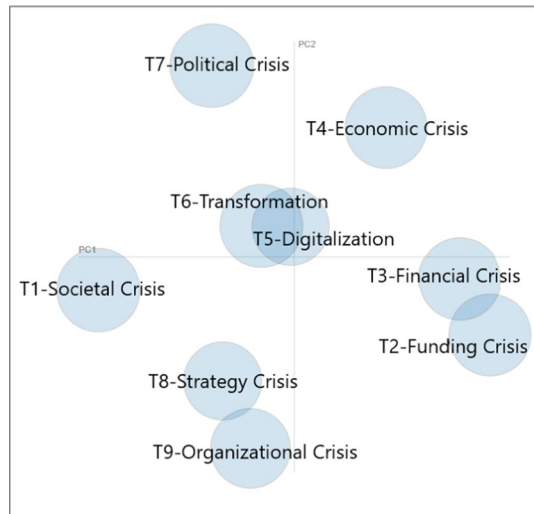 PC2
T7-Political Crisis
T4-Economic Crisis
T6-Transformation
T5-Digitalization
PC1
T3-Financial Crisis
T1-Societal Crisis
T2-Funding Crisis
T8-Strategy Crisis
T9-Organizational Crisis